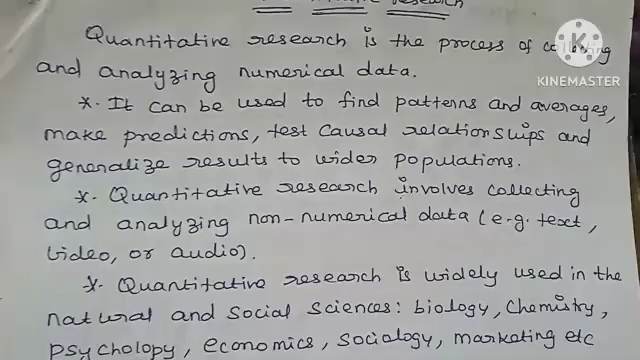 research
Quantitative research is the process of
and analyzing numerical data.
*. It can be used to find patterns and averages,
make predictions, test causal relationships and
generalize results to wider populations.
*. Quantitative research involves collecting
and analyzing non-numerical data (e.g. text,
video, or audio).
*. Quantitative research is widely used in the
natural and social sciences: biology, chemistry,
psycholopy, economics, sociology, marketing etc
KINEMASTER